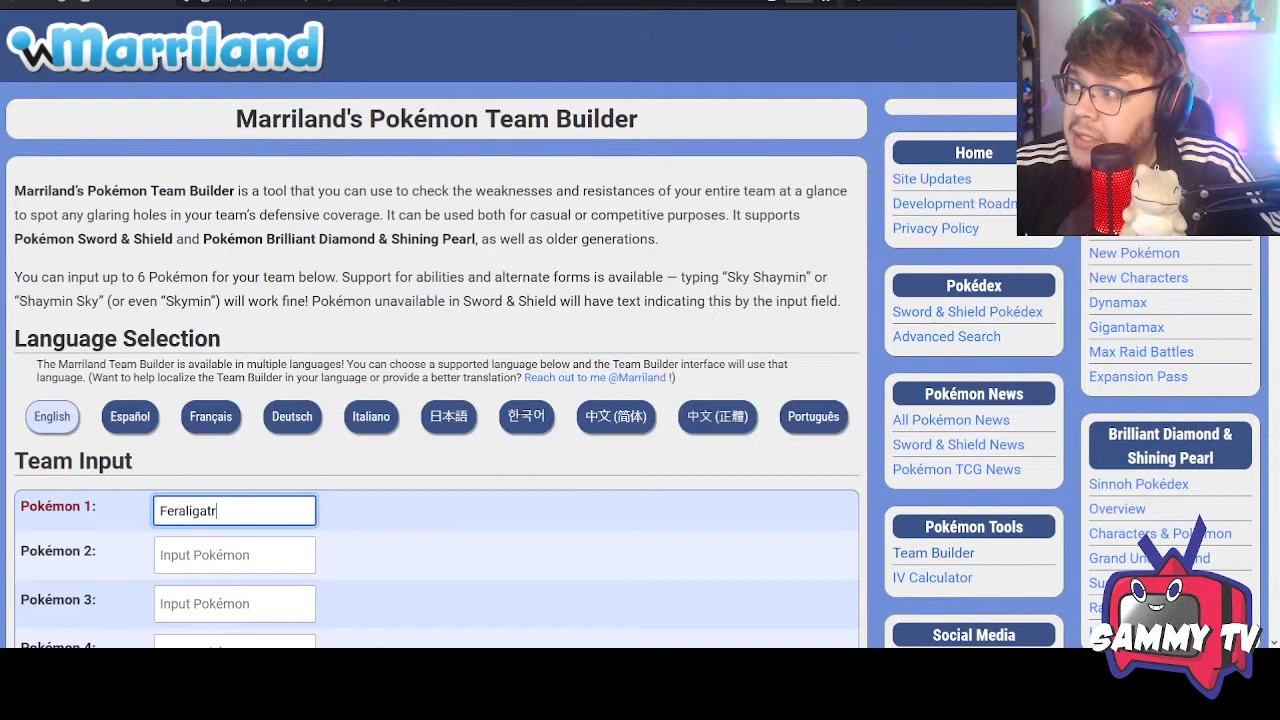 Marriland
Marriland's Pokémon Team Builder
Marriland's Pokémon Team Builder is a tool that you can use to check the weaknesses and resistances of your entire team at a glance
to spot any glaring holes in your team's defensive coverage. It can be used both for casual or competitive purposes. It supports
Pokémon Sword & Shield and Pokémon Brilliant Diamond & Shining Pearl, as well as older generations.
You can input up to 6 Pokémon for your team below. Support for abilities and alternate forms is available — typing “Sky Shaymin” or
“Shaymin Sky” (or even “Skymin”) will work fine! Pokémon unavailable in Sword & Shield will have text indicating this by the input field.
Language Selection
The Marriland Team Builder is available in multiple languages! You can choose a supported language below and the Team Builder interface will use that
language. (Want to help localize the Team Builder in your language or provide a better translation? Reach out to me @Marriland !)
English
Español
Français
Deutsch
Italiano
日本語
한국어
中文 (简体)
中文 (正體)
Português
Team Input
Pokémon 1:
Feraligatr
Pokémon 2:
Input Pokémon
Pokémon 3:
Input Pokémon
Home
Site Updates
Development Roadm
Privacy Policy
Pokédex
Sword & Shield Pokédex
Advanced Search
Pokémon News
All Pokémon News
Sword & Shield News
Pokémon TCG News
Pokémon Tools
Team Builder
IV Calculator
Social Media
New Pokémon
New Characters
Dynamax
Gigantamax
Max Raid Battles
Expansion Pass
Brilliant Diamond &
Shining Pearl
Sinnoh Pokédex
Overview
Characters & Pokémon
SAMMY TV